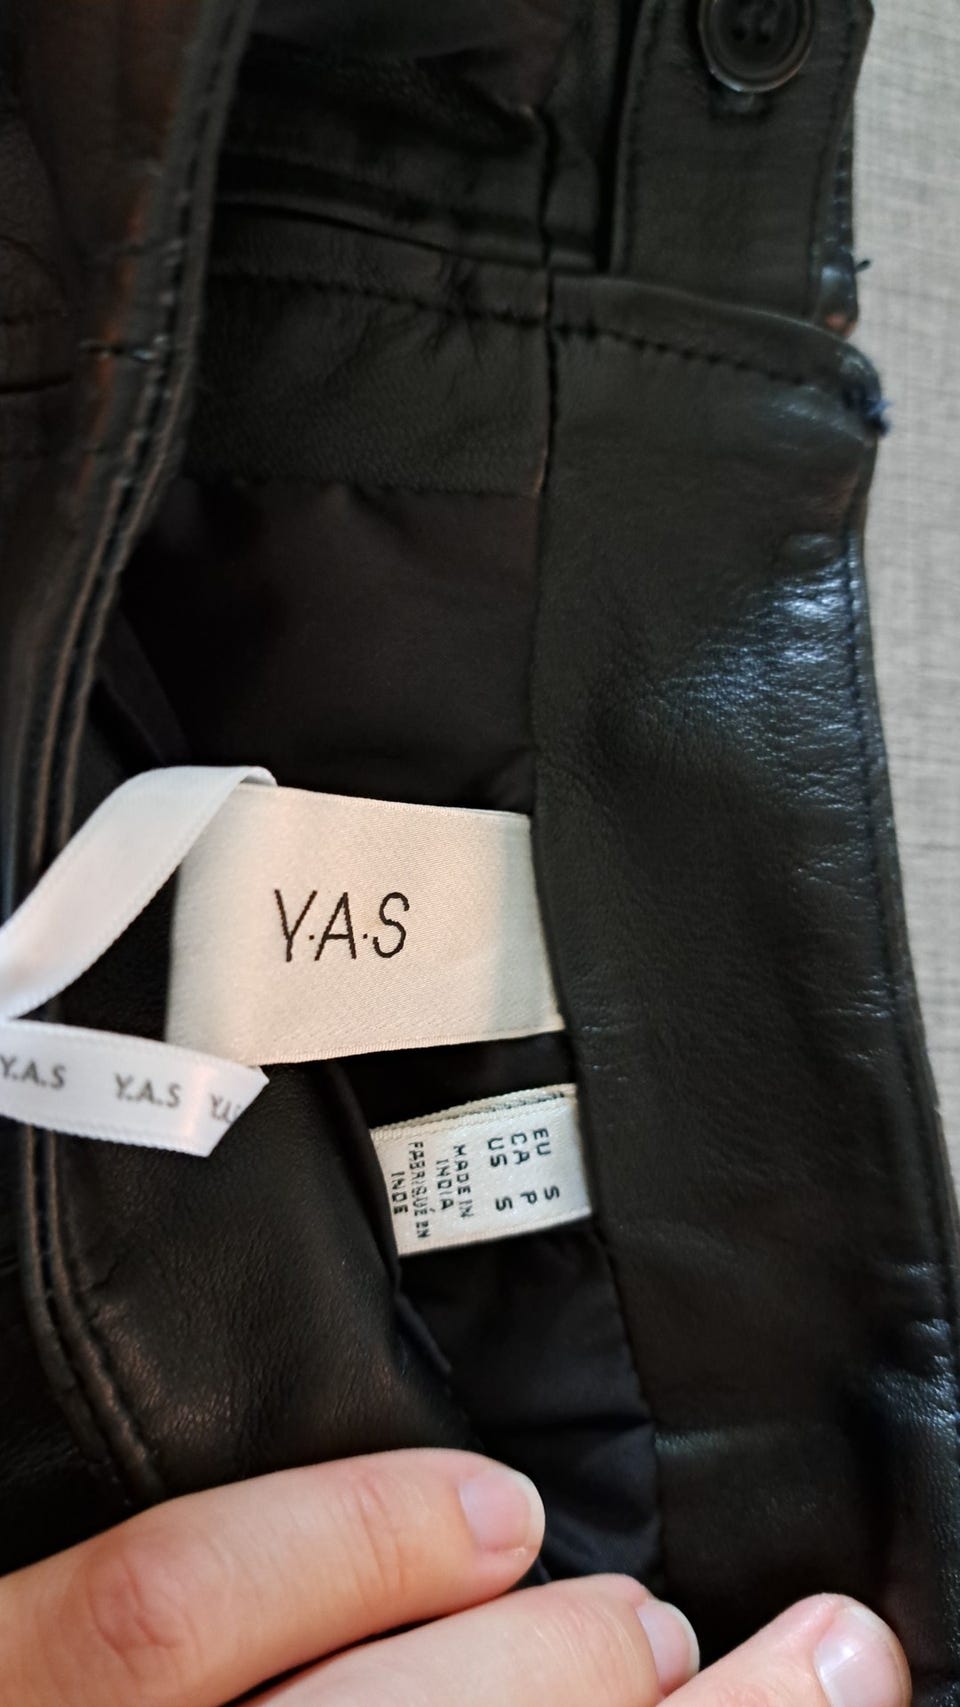 Y.A.S
Y.A.S Y.A.S
EU S
CA P
US S
MADE IN
INDIA
FABRIQUÉ EN
INDE